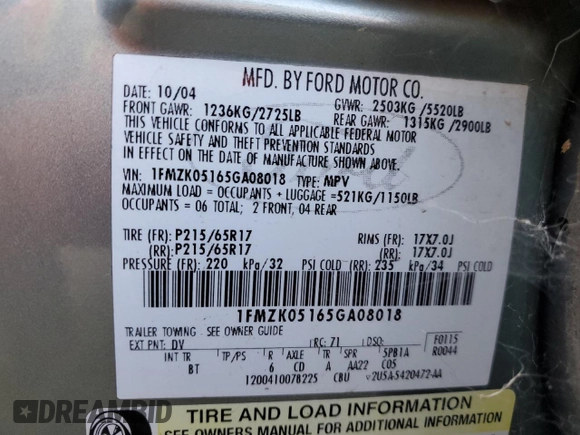 MFD. BY FORD MOTOR CO.
DATE: 10/04 GVWR: 2503KG /5520LB
FRONT GAWR: 1236KG/2725LB REAR GAWR: 1315KG/2900LB
THIS VEHICLE CONFORMS TO ALL APPLICABLE FEDERAL MOTOR
VEHICLE SAFETY AND THEFT PREVENTION STANDARDS
IN EFFECT ON THE DATE OF MANUFACTURE SHOWN ABOVE.
VIN: 1FMZK05165GA08018 TYPE: MPV
MAXIMUM LOAD = OCCUPANTS + LUGGAGE =521KG/1150LB
OCCUPANTS = 06 TOTAL; 2 FRONT, 04 REAR
TIRE (FR): P215/65R17 RIMS (FR): 17X7.0J
(RR): P215/65R17 (RR): 17X7.0J
PRESSURE (FR): 220 kPa/32 PSI COLD (RR): 235 kPa/34 PSI COLD
1FMZK05165GA08018
TRAILER TOWING - SEE OWNER GUIDE
EXT PNT: DV RC: 71 DSO: F0115
INT TR TP/PS R AXLE TR SPR 5PB1A R0044
BT 6 CD A AA22 C05
1200410078225 CBU ▽2U5A-5420472-AA
TIRE AND LOAD INFORMATION
SEE OWNERS MANUAL FOR ADDITIONAL INFORMATION
DREAMBID